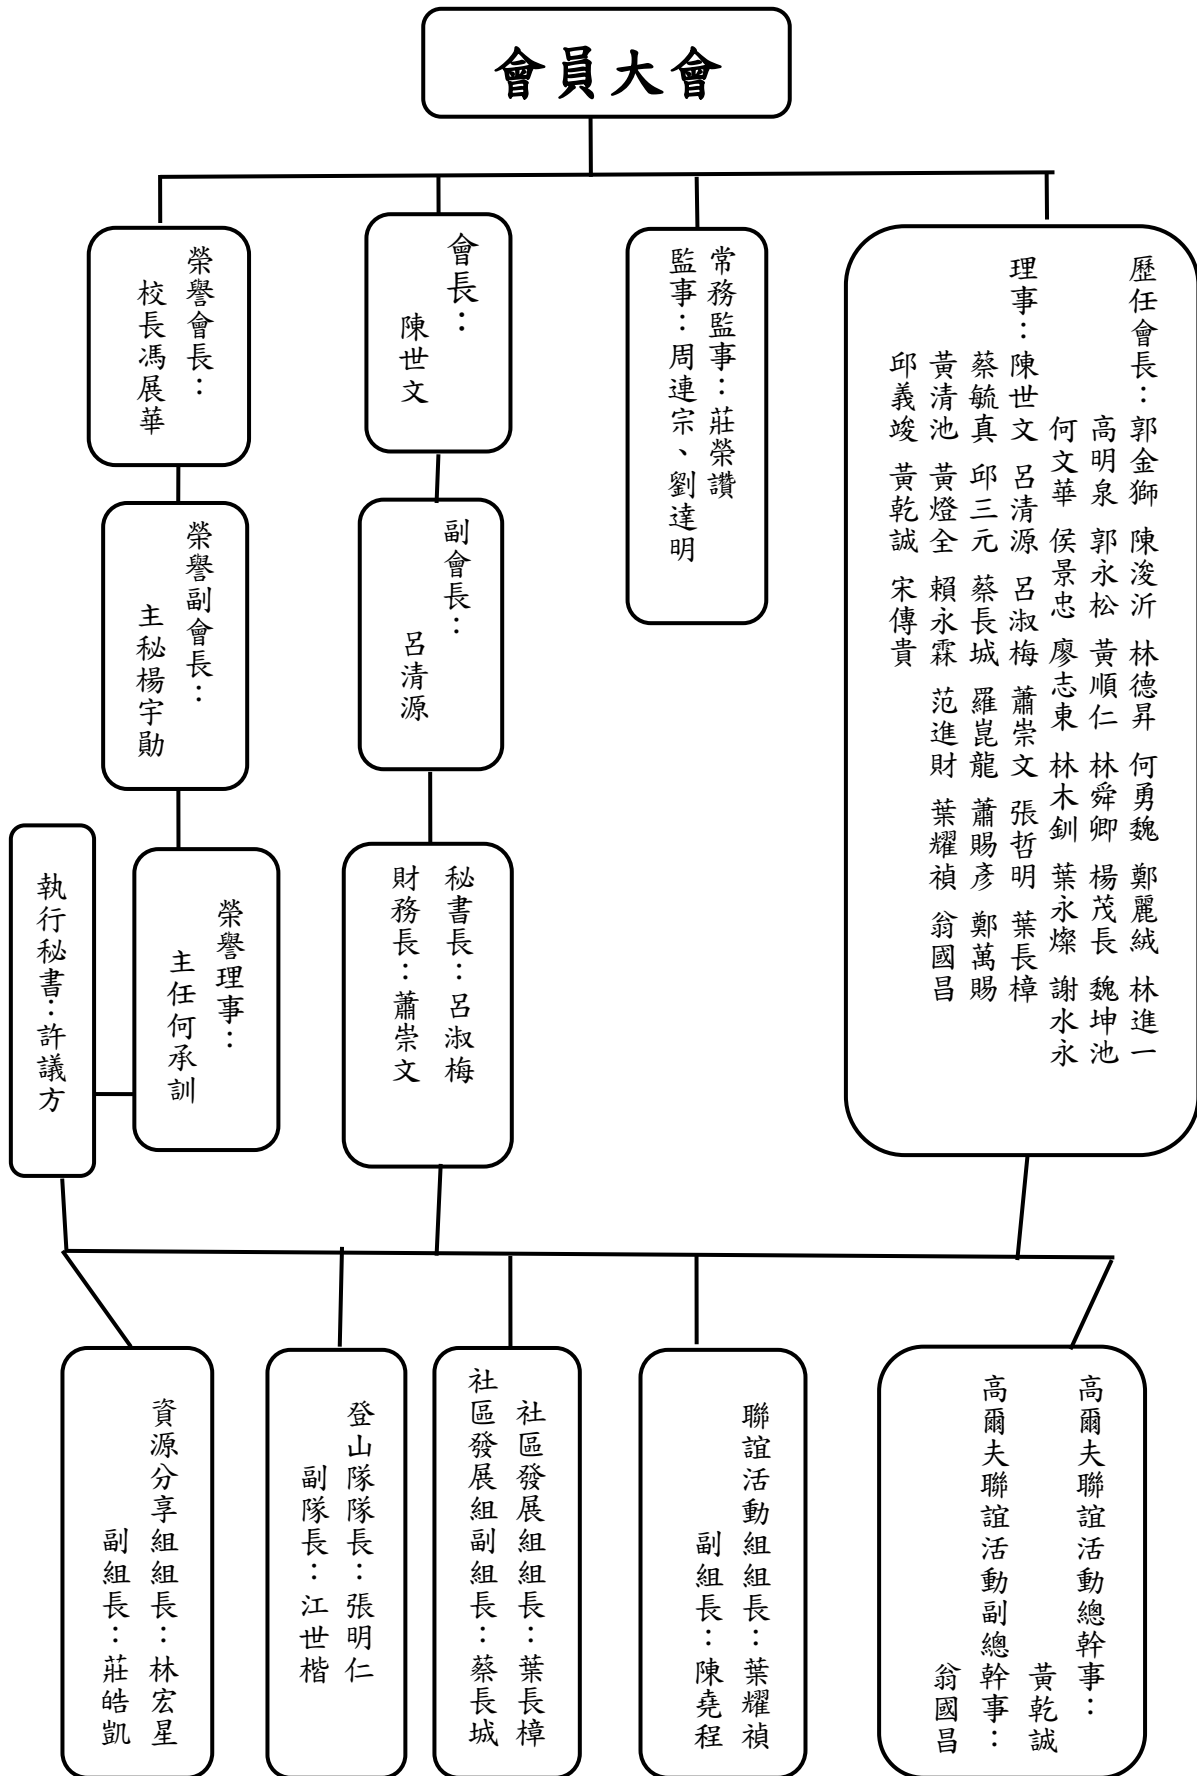 會員大會
歷任會長：郭金獅 陳浚沂 林德昇 何勇魏 鄭麗絨 林進一
高明泉 郭永松 黃順仁 林舜卿 楊茂長 魏坤池
何文華 侯景忠 廖志東 林木釧 葉永燦 謝水永
理事：陳世文 呂清源 呂淑梅 蕭崇文 張哲明 葉長樟
蔡毓真 邱三元 蔡長城 羅崑龍 蕭賜彥 鄭萬賜
黃清池 黃燈全 賴永霖 范進財 葉耀禎 翁國昌
邱義竣 黃乾誠 宋傳貴
常務監事：莊榮讚
監事：周連宗、劉達明
會長：
陳世文
榮譽會長：
校長馮展華
副會長：
呂清源
榮譽副會長：
主秘楊宇勛
秘書長：呂淑梅
財務長：蕭崇文
榮譽理事：
主任何承訓
執行秘書：許議方
高爾夫聯誼活動總幹事：
黃乾誠
高爾夫聯誼活動副總幹事：
翁國昌
聯誼活動組組長：葉耀禎
副組長：陳堯程
社區發展組組長：葉長樟
社區發展組副組長：蔡長城
登山隊隊長：張明仁
副隊長：江世楷
資源分享組組長：林宏星
副組長：莊皓凱